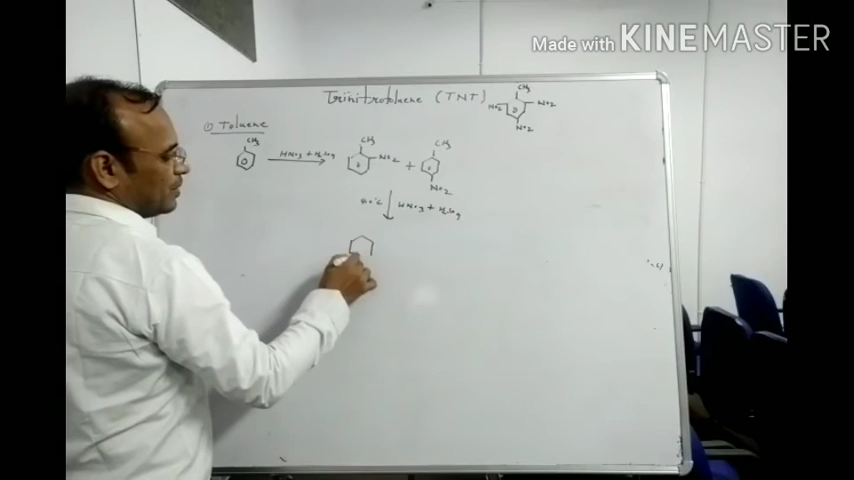 Made with KINEMASTER
Trinitrotoluene (TNT)
CH3
NO2
NO2
NO2
① Toluene
CH3
HNO3 + H2SO4
CH3
NO2
+
CH3
NO2
80°C
HNO3 + H2SO4